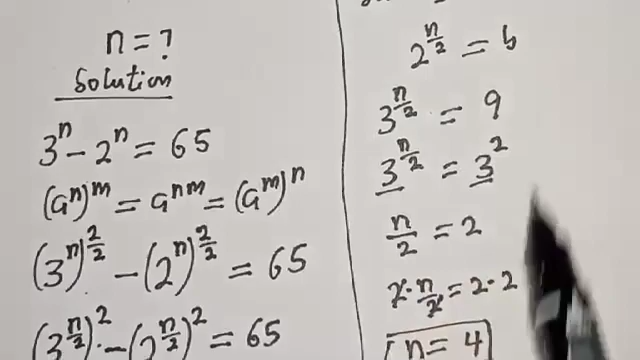 n = ?
Solution
3^n - 2^n = 65
(a^n)^m = a^{nm} = (a^m)^n
(3^n)^{2/2} - (2^n)^{2/2} = 65
(3^{n/2})^2 - (2^{n/2})^2 = 65
2^{n/2} = b
3^{n/2} = 9
3^{n/2} = 3^2
n/2 = 2
2·n/2 = 2·2
n = 4